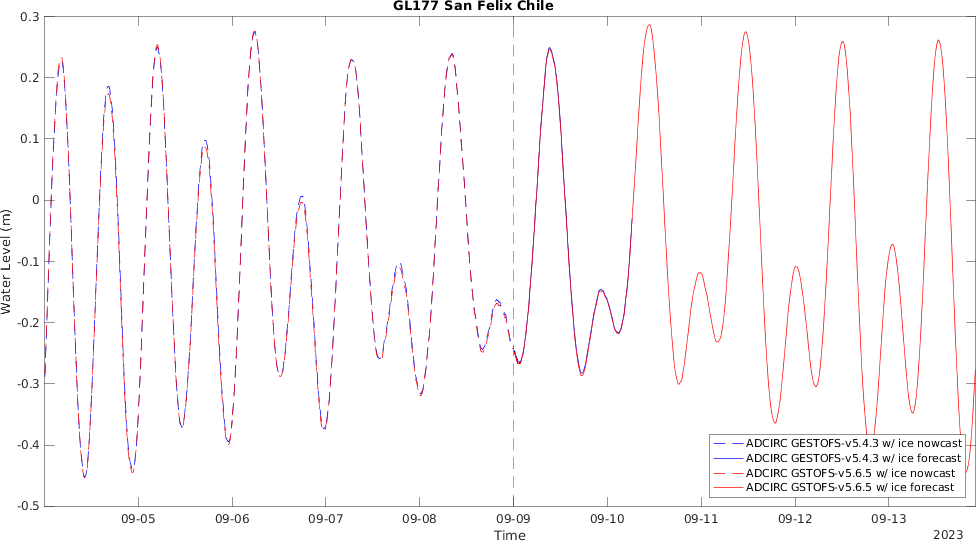 GL177 San Felix Chile
0.3
0.2
0.1
0
-0.1
-0.2
-0.3
-0.4
-0.5
Water Level (m)
ADCIRC GESTOFS-v5.4.3 w/ ice nowcast
ADCIRC GESTOFS-v5.4.3 w/ ice forecast
ADCIRC GSTOFS-v5.6.5 w/ ice nowcast
ADCIRC GSTOFS-v5.6.5 w/ ice forecast
09-05 09-06 09-07 09-08 09-09 09-10 09-11 09-12 09-13
Time
2023